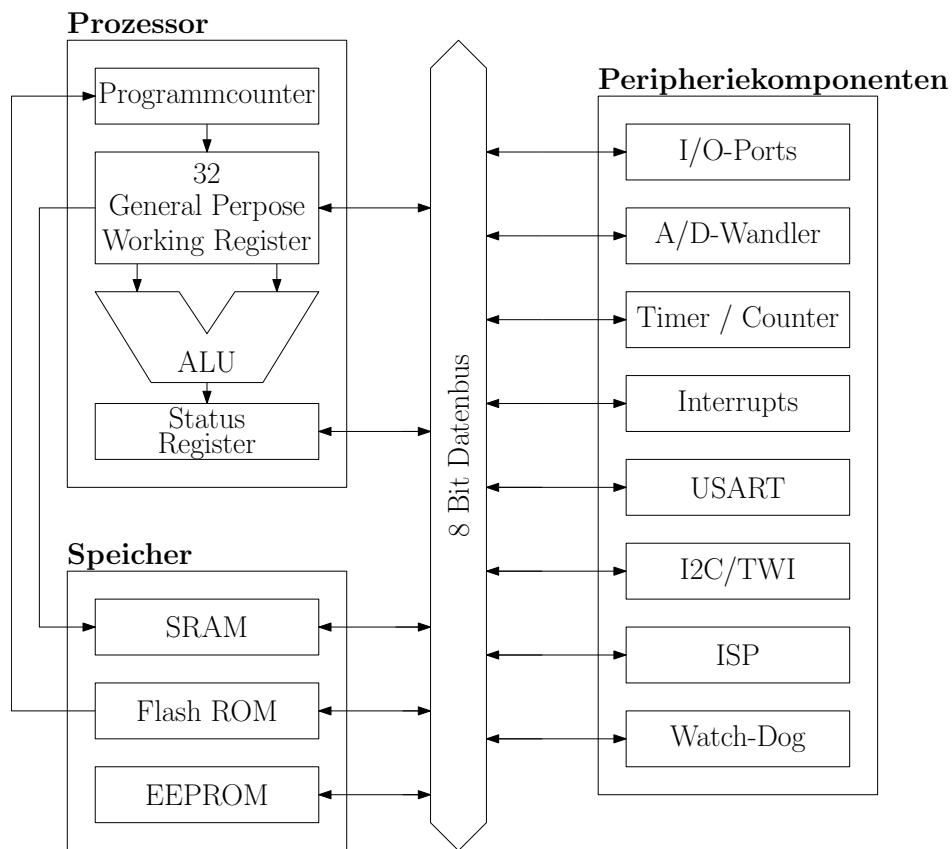 Prozessor
Programmcounter
32
General Perpose
Working Register
ALU
Status
Register
Speicher
SRAM
Flash ROM
EEPROM
8 Bit Datenbus
Peripheriekomponenten
I/O-Ports
A/D-Wandler
Timer / Counter
Interrupts
USART
I2C/TWI
ISP
Watch-Dog